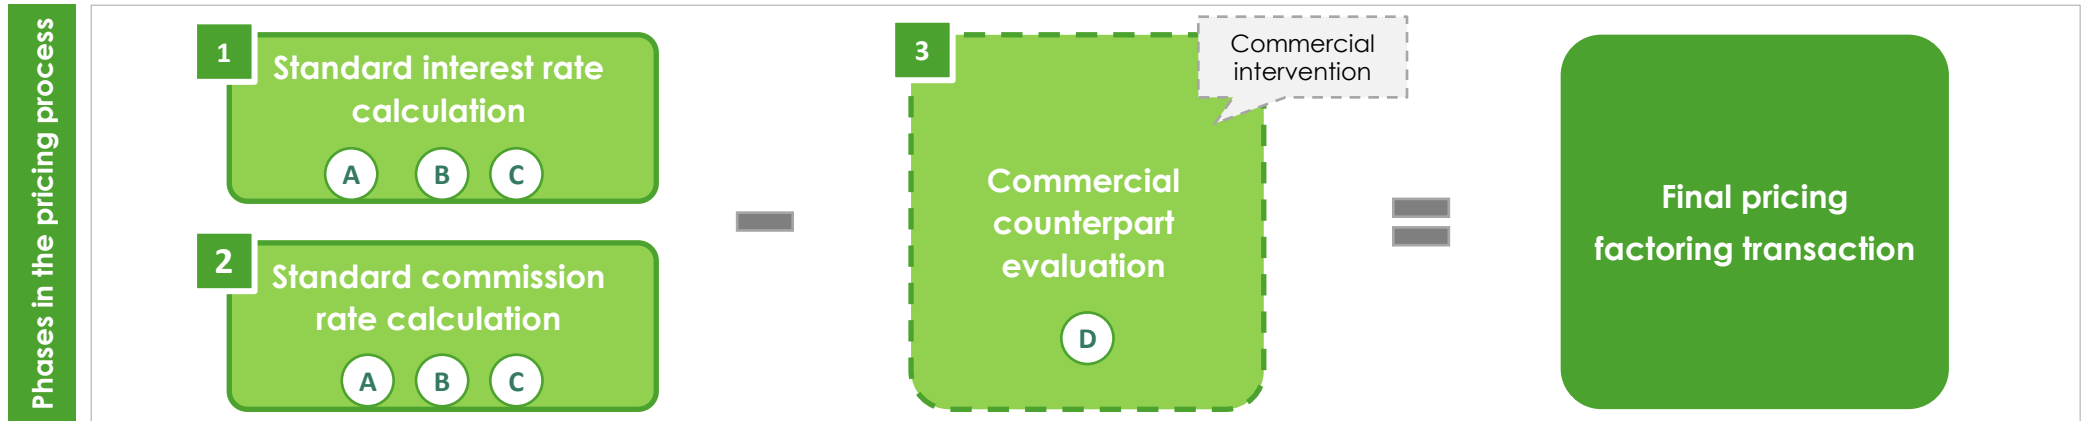 Phases in the pricing process
1
Standard interest rate
calculation
A B C
2
Standard commission
rate calculation
A B C
3
Commercial
intervention
Commercial
counterpart
evaluation
D
Final pricing
factoring transaction